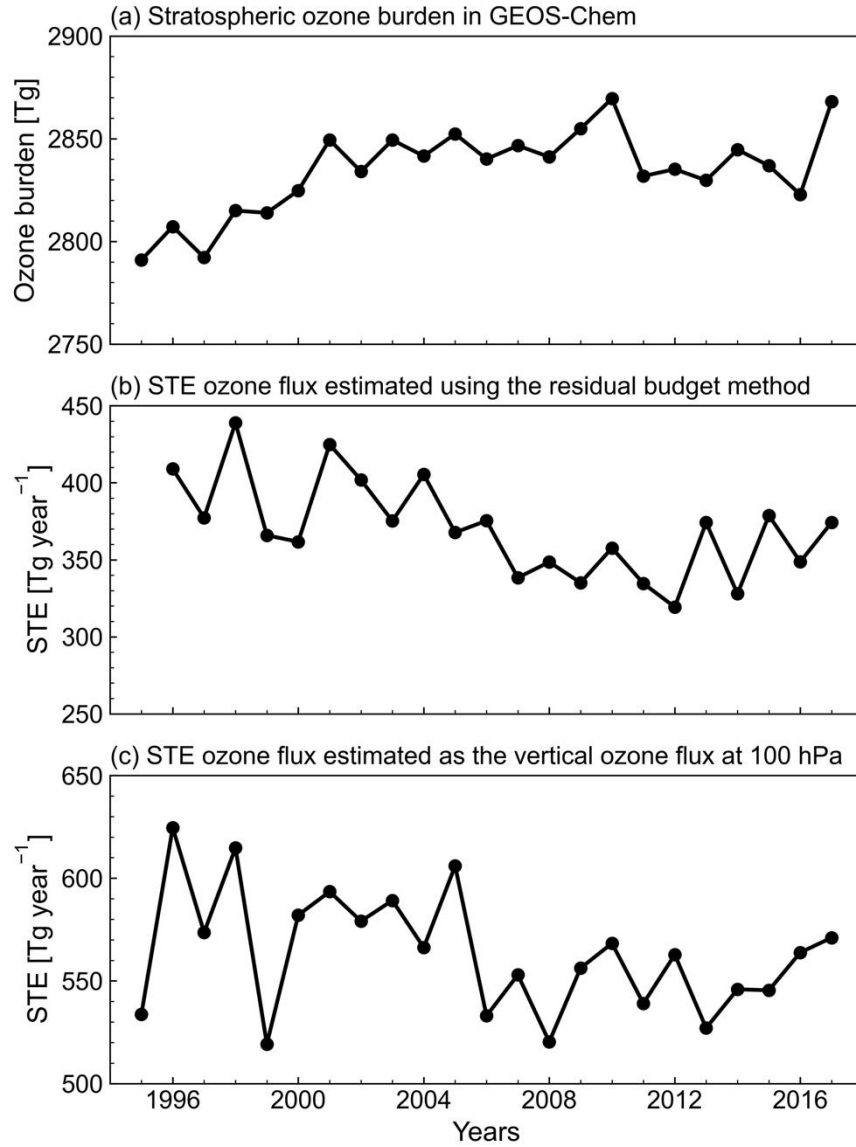 (a) Stratospheric ozone burden in GEOS-Chem
Ozone burden [Tg]
2900
2850
2800
2750
(b) STE ozone flux estimated using the residual budget method
STE [Tg year⁻¹]
450
400
350
300
250
(c) STE ozone flux estimated as the vertical ozone flux at 100 hPa
STE [Tg year⁻¹]
650
600
550
500
1996 2000 2004 2008 2012 2016
Years